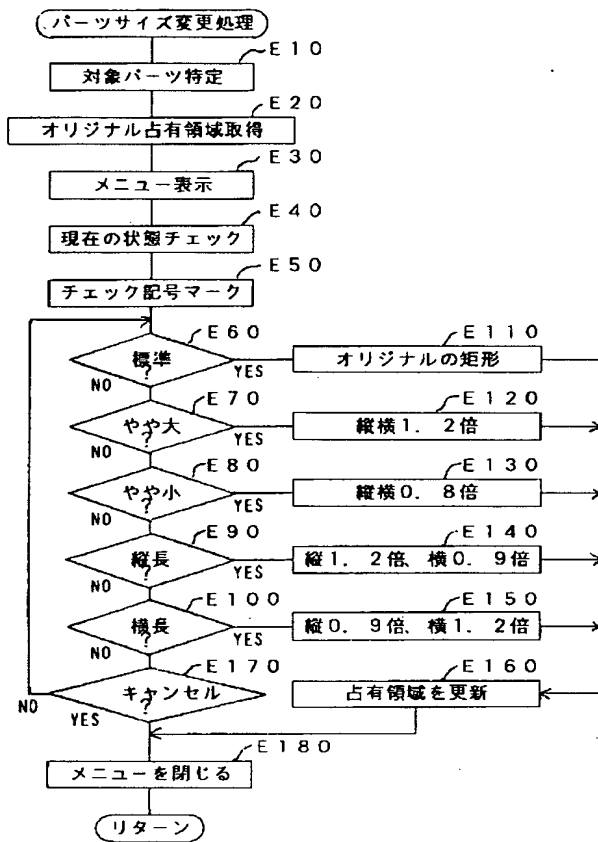 パーツサイズ変更処理
E10
対象パーツ特定
E20
オリジナル占有領域取得
E30
メニュー表示
E40
現在の状態チェック
E50
チェック記号マーク
E60
標準
?
NO
YES
E110
オリジナルの矩形
E70
やや大
?
NO
YES
E120
縦横1.2倍
E80
やや小
?
NO
YES
E130
縦横0.8倍
E90
縦長
?
NO
YES
E140
縦1.2倍、横0.9倍
E100
横長
?
NO
YES
E150
縦0.9倍、横1.2倍
E170
キャンセル
?
NO
YES
E160
占有領域を更新
E180
メニューを閉じる
リターン